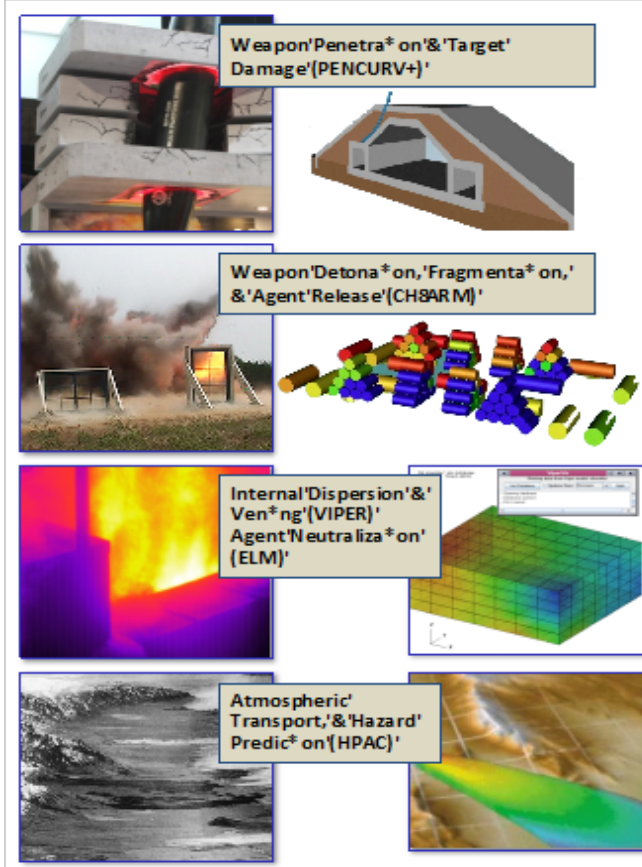 Weapon'Penetra* on'&'Target'
Damage'(PENCURV+)'
Weapon'Detona* on,'Fragmenta* on,'
&'Agent'Release'(CH8ARM)'
Internal'Dispersion'&'
Ven*ng'(VIPER)'
Agent'Neutraliza*on'
(ELM)'
Atmospheric'
Transport,'&'Hazard'
Predic* on'(HPAC)'